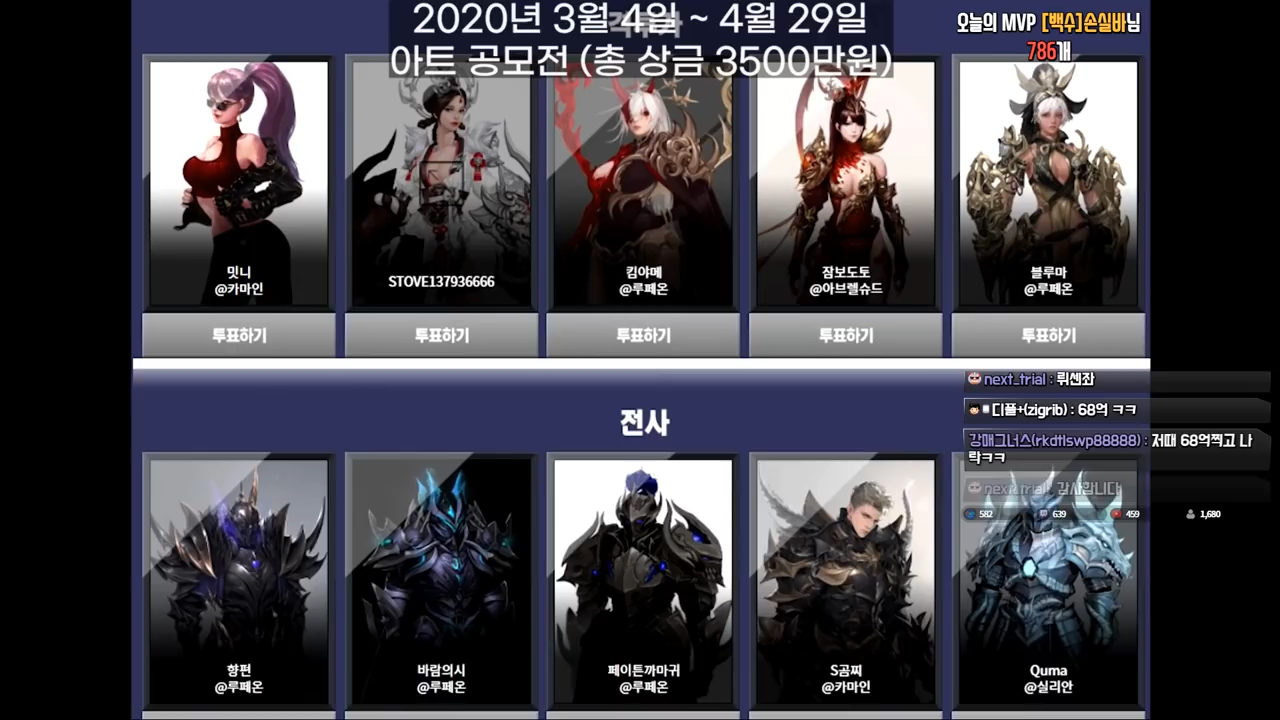 2020년 3월 4일 ~ 4월 29일
아트 공모전 (총 상금 3500만원)
오늘의 MVP [백수]손실바님
786개
밋니
@카마인
STOVE137936666
킴야메
@루페온
잠보도토
@아브렐슈드
블루마
@루페온
투표하기
투표하기
투표하기
투표하기
투표하기
전사
next_trial : 뤼센좌
디플+(zigrib) : 68억 ㅋㅋ
강매그너스(rkdtlswp88888) : 저때 68억찍고 나
락ㅋㅋ
next_trial : 감사합니다
582
639
459
1,680
향편
@루페온
바람의시
@루페온
페이튼까마귀
@루페온
S곰찌
@카마인
Quma
@실리안